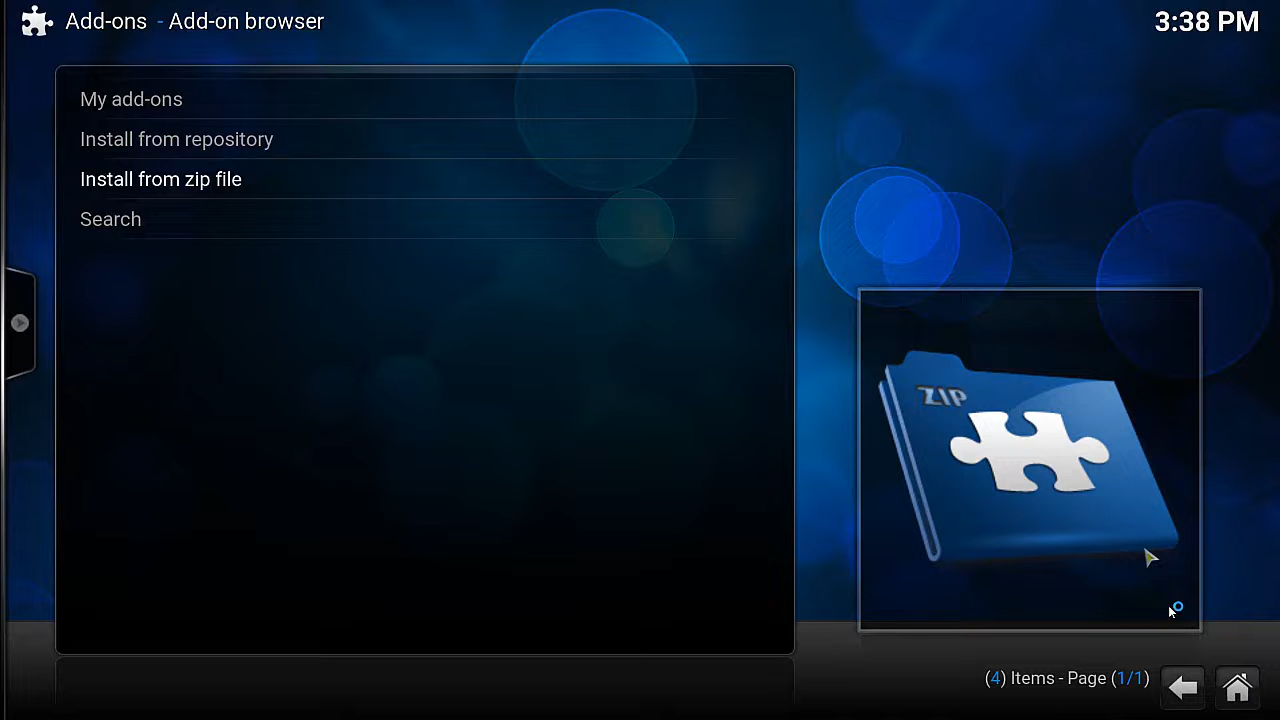 Add-ons - Add-on browser
3:38 PM
My add-ons
Install from repository
Install from zip file
Search
ZIP
(4) Items - Page (1/1)